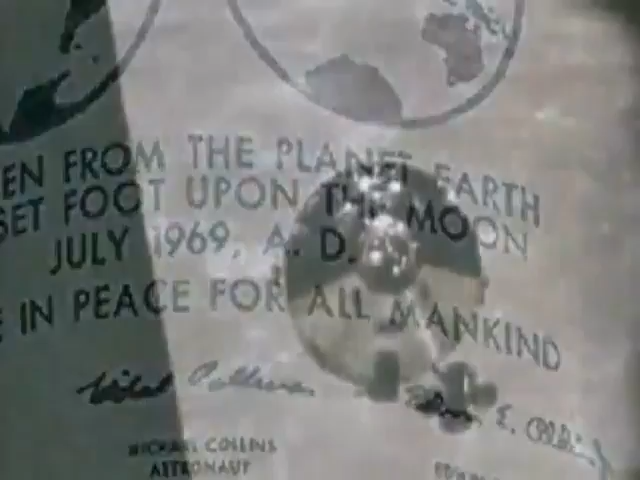 EN FROM THE PLANET EARTH
SET FOOT UPON THE MOON
JULY 1969, A. D.
IN PEACE FOR ALL MANKIND
MICHAEL COLLINS
ASTRONAUT